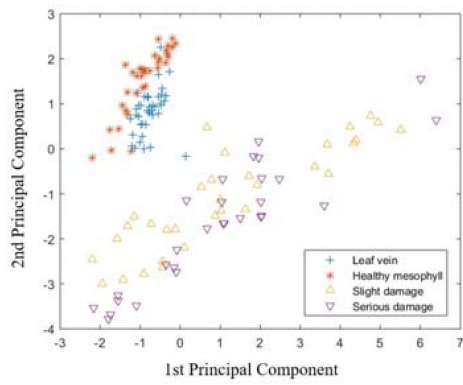 3
2
1
0
-1
-2
-3
-4
2nd Principal Component
Leaf vein
Healthy mesophyll
Slight damage
Serious damage
-3 -2 -1 0 1 2 3 4 5 6 7
1st Principal Component